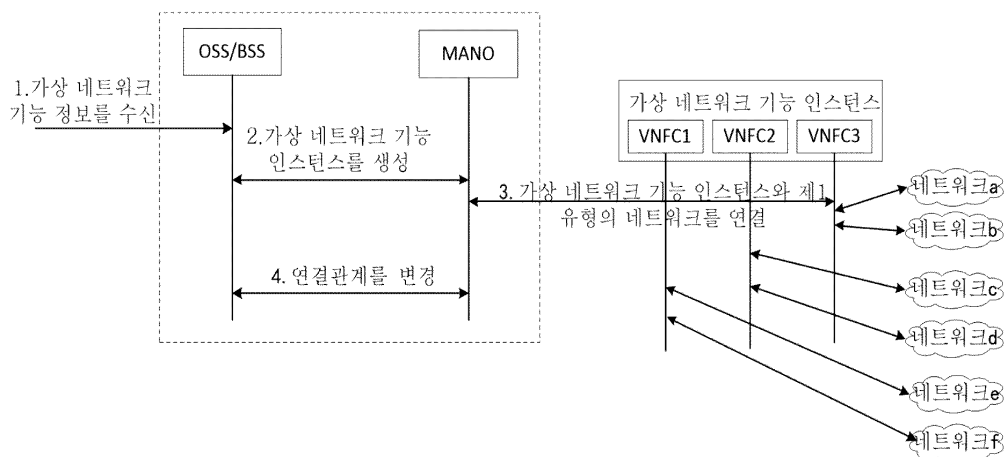 OSS/BSS
MANO
1.가상 네트워크
기능 정보를 수신
2.가상 네트워크 기능
인스턴스를 생성
가상 네트워크 기능 인스턴스
VNFC1
VNFC2
VNFC3
3. 가상 네트워크 기능 인스턴스와 제1
유형의 네트워크를 연결
4. 연결관계를 변경
네트워크a
네트워크b
네트워크c
네트워크d
네트워크e
네트워크f